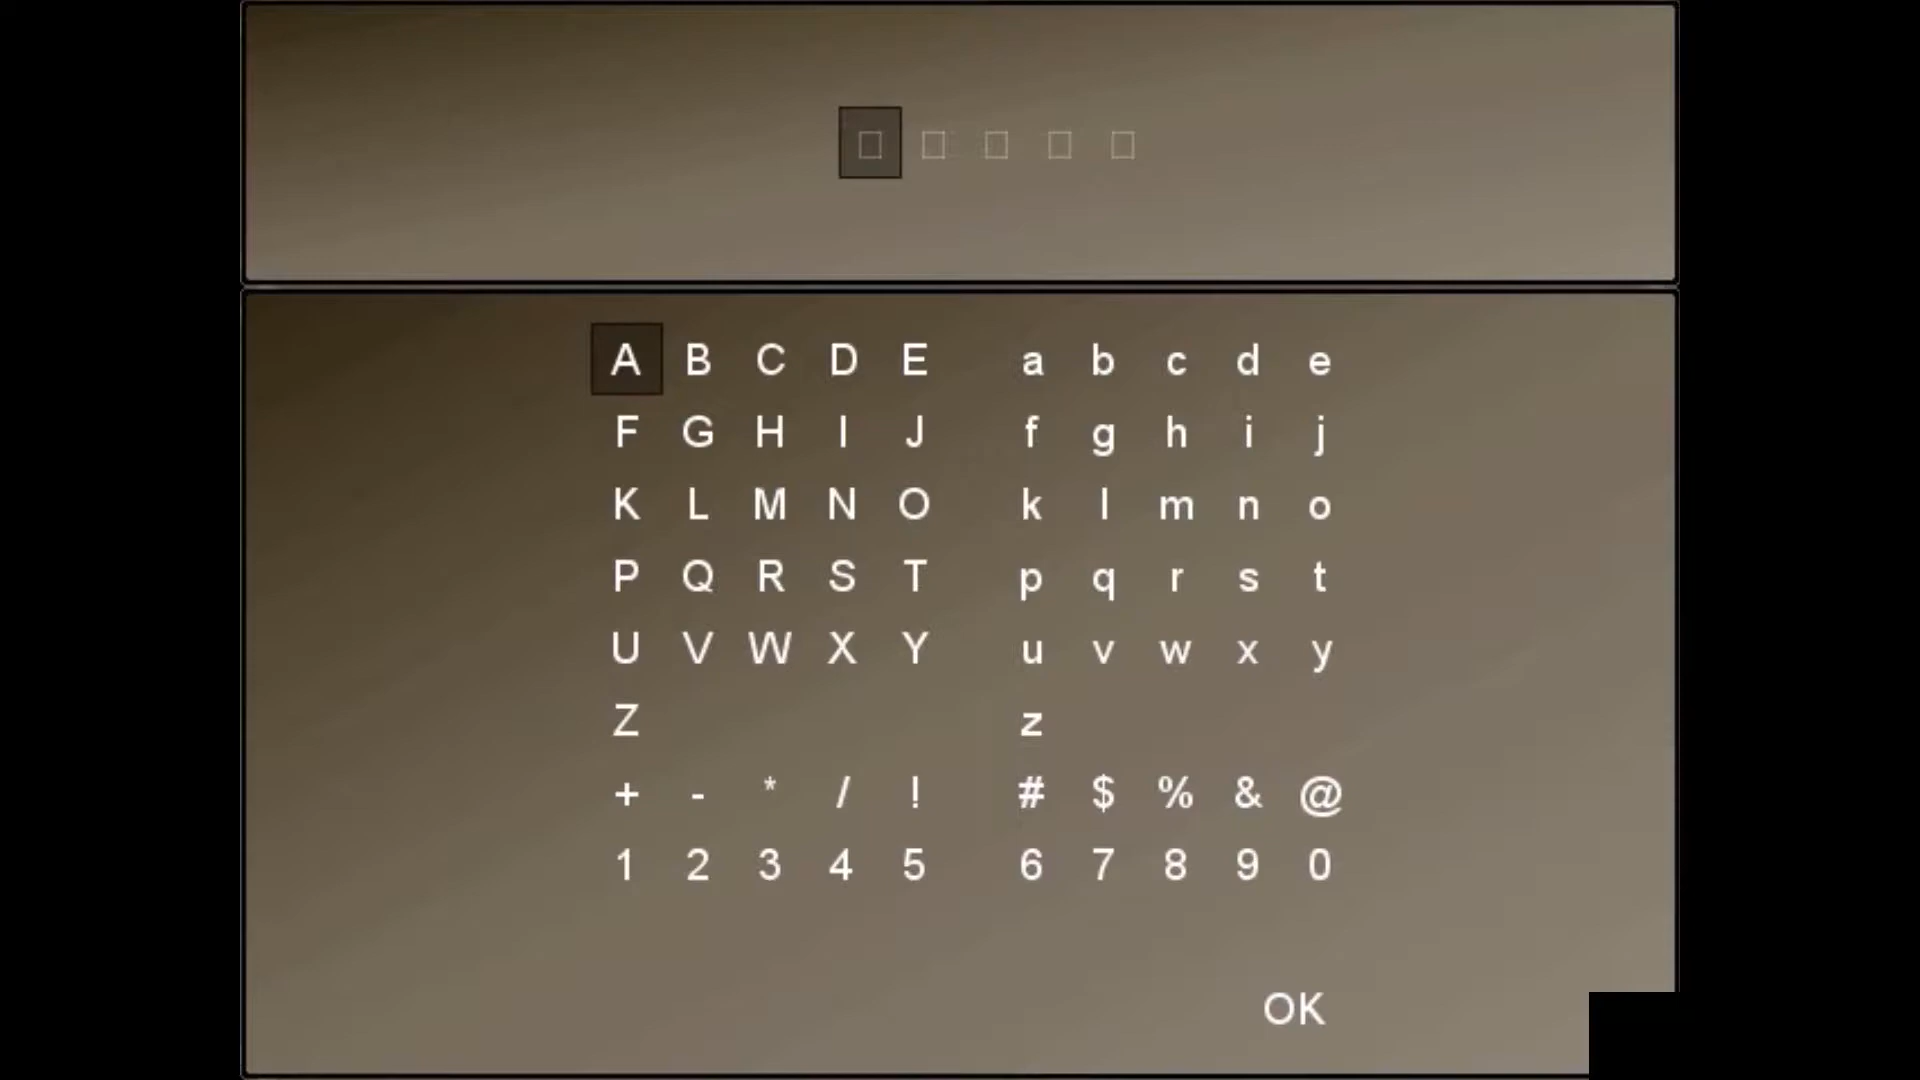 A B C D E a b c d e
F G H I J f g h i j
K L M N O k l m n o
P Q R S T p q r s t
U V W X Y u v w x y
Z z
+ - * / ! # $ % & @
1 2 3 4 5 6 7 8 9 0
OK